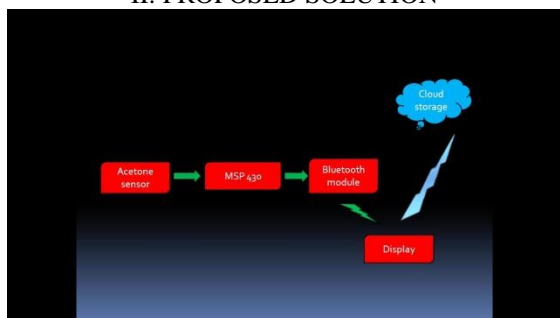 II. PROPOSED SOLUTION
Cloud
storage
Acetone
sensor
MSP 430
Bluetooth
module
Display